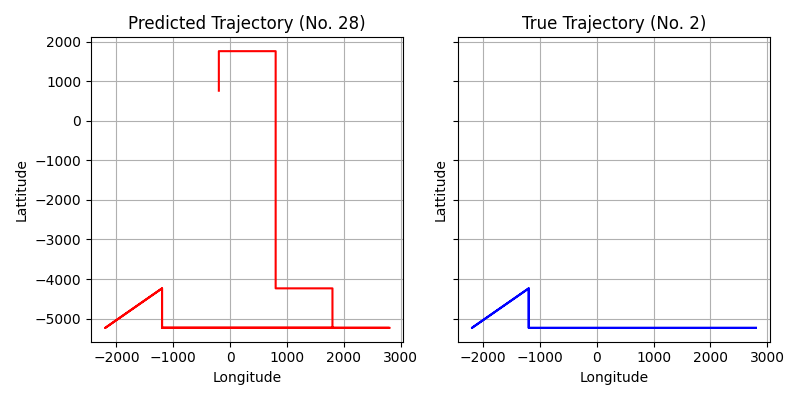 Predicted Trajectory (No. 28)
True Trajectory (No. 2)
2000
1000
0
−1000
−2000
−3000
−4000
−5000
Lattitude
Lattitude
−2000 −1000 0 1000 2000 3000
−2000 −1000 0 1000 2000 3000
Longitude
Longitude